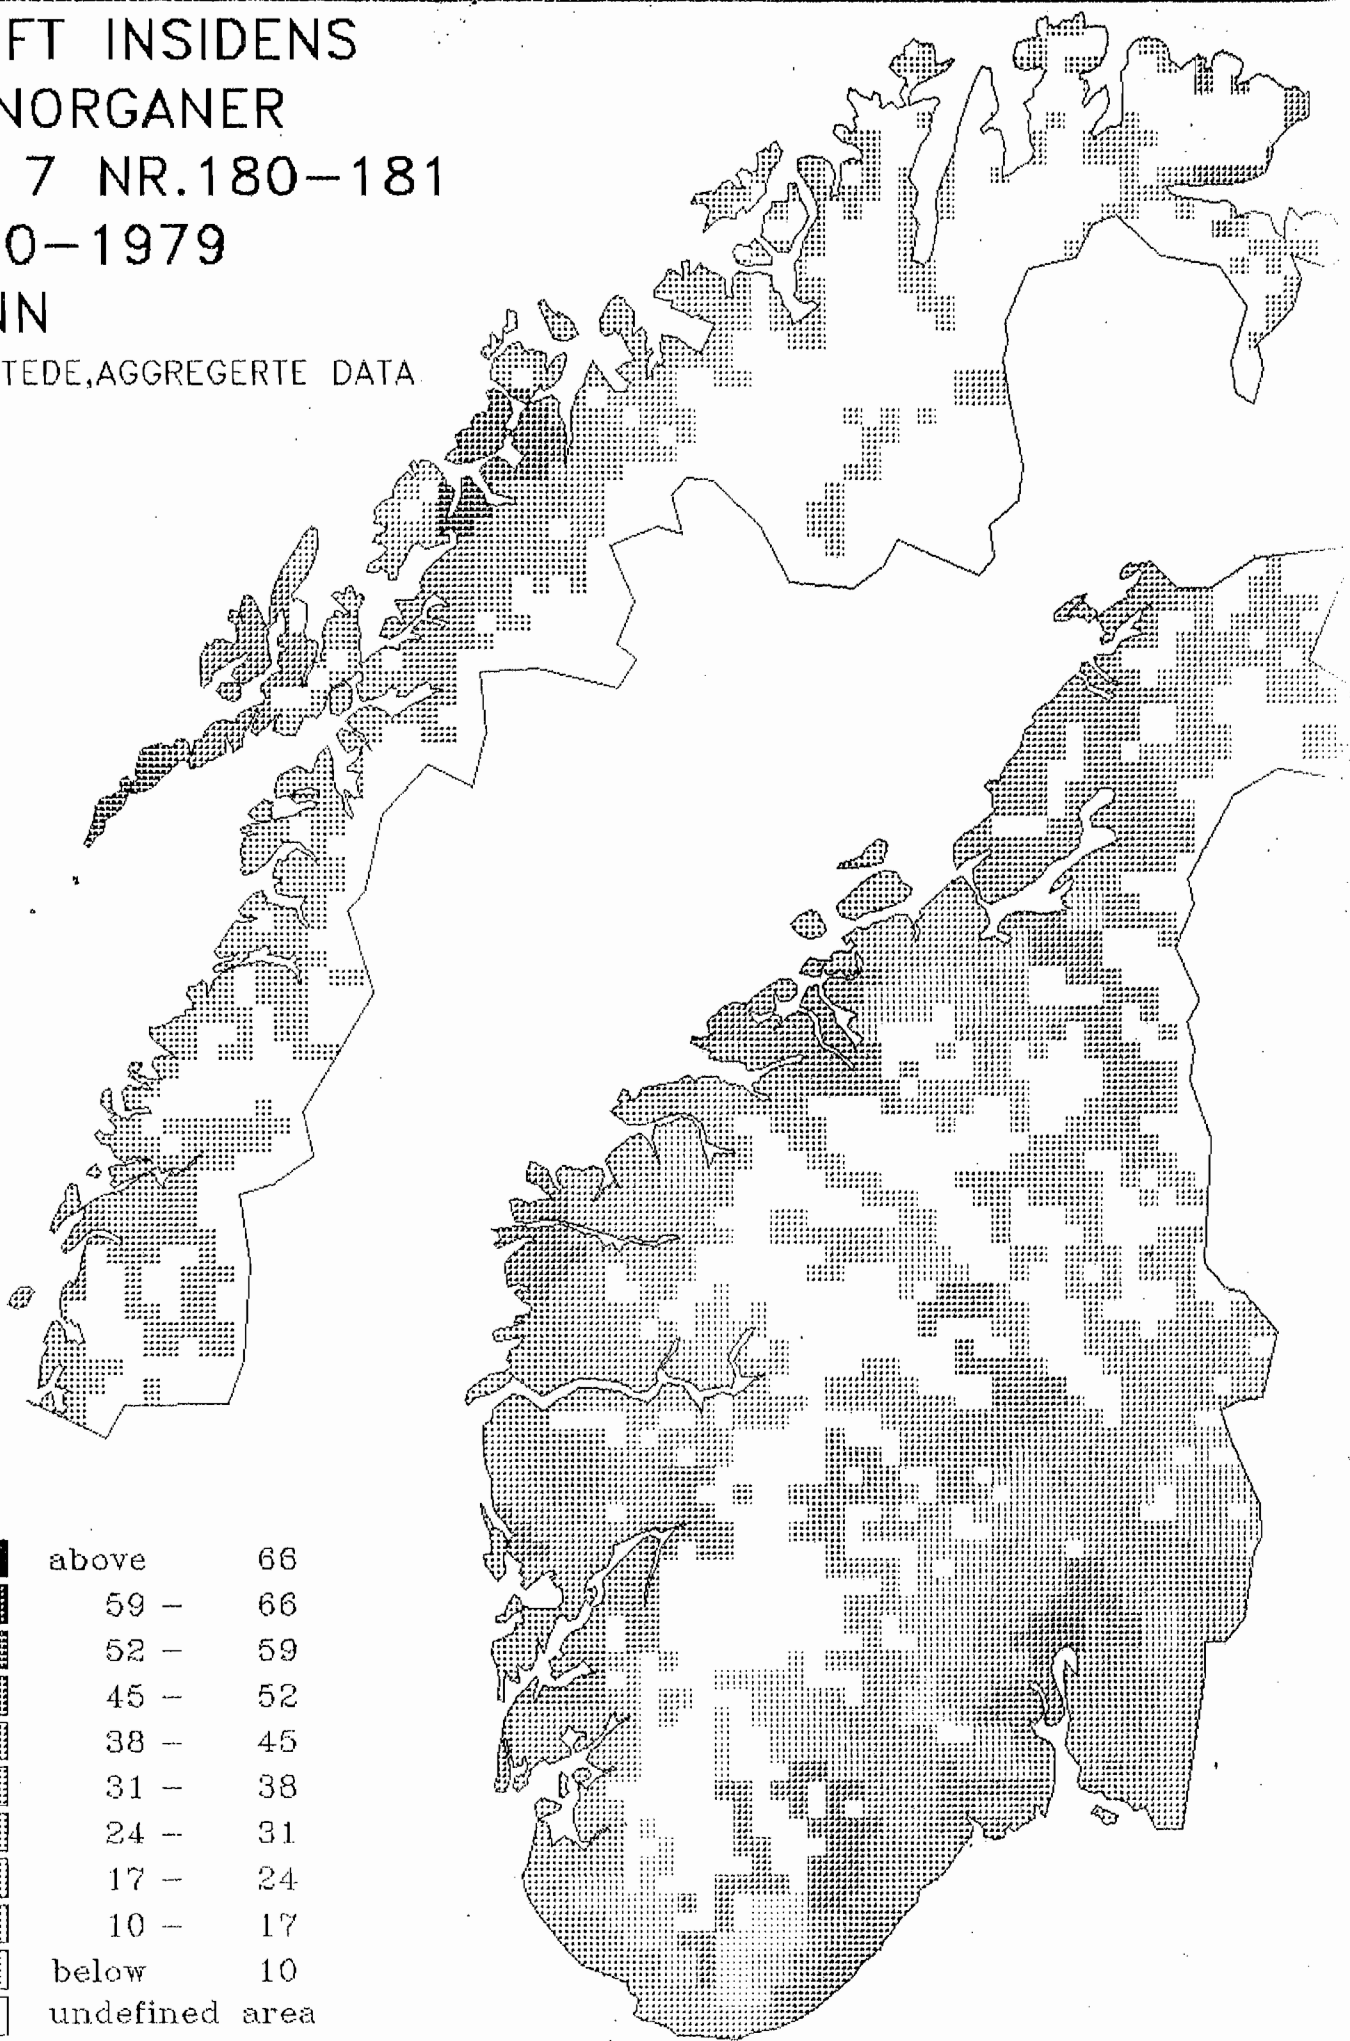 FT INSIDENS
NORGANER
7 NR.180-181
0-1979
NN
TEDE,AGGREGERTE DATA
above 66
59 - 66
52 - 59
45 - 52
38 - 45
31 - 38
24 - 31
17 - 24
10 - 17
below 10
undefined area